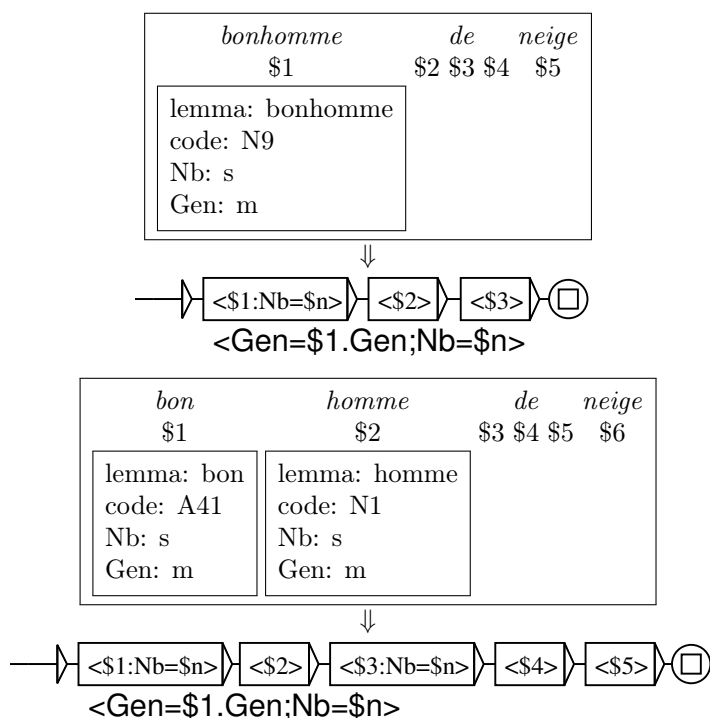 bonhomme de neige
$1 $2 $3 $4 $5
lemma: bonhomme
code: N9
Nb: s
Gen: m
⇓
<$1:Nb=$n> <$2> <$3>
<Gen=$1.Gen;Nb=$n>
bon homme de neige
$1 $2 $3 $4 $5 $6
lemma: bon lemma: homme
code: A41 code: N1
Nb: s Nb: s
Gen: m Gen: m
⇓
<$1:Nb=$n> <$2> <$3:Nb=$n> <$4> <$5>
<Gen=$1.Gen;Nb=$n>